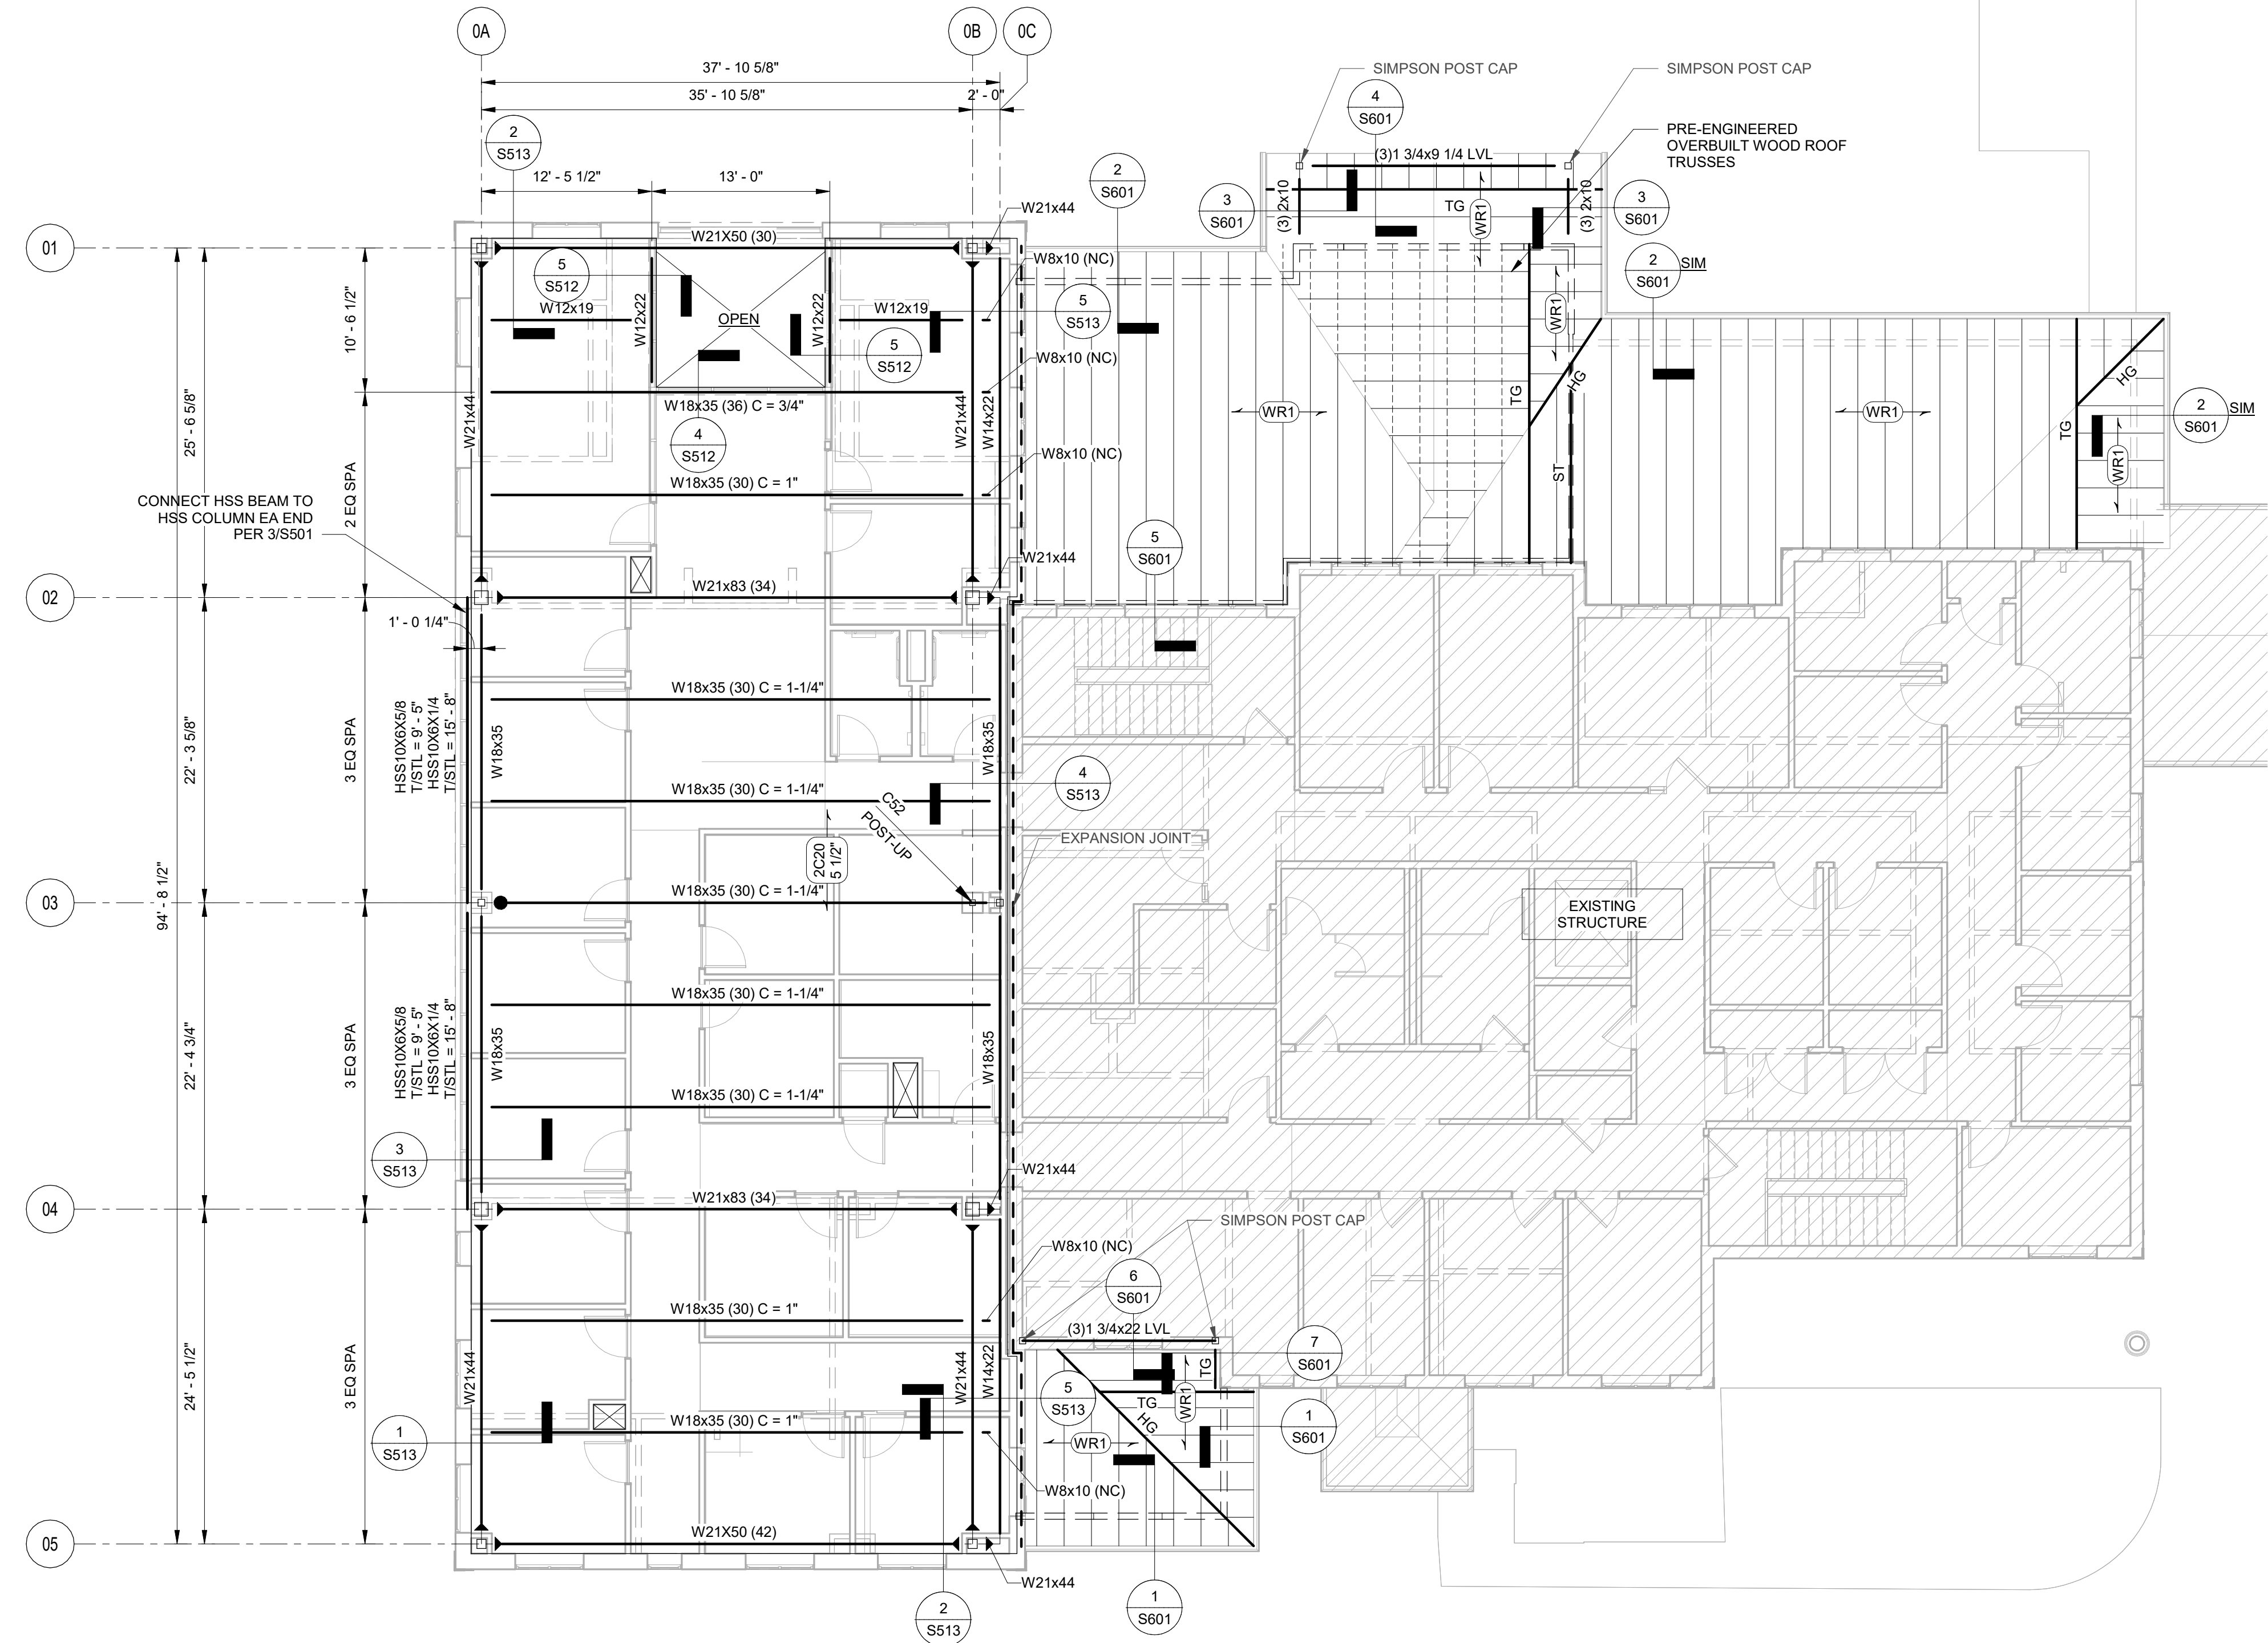 0A
0B
0C
37' - 10 5/8"
35' - 10 5/8"
2' - 0"
SIMPSON POST CAP
SIMPSON POST CAP
4
S601
2
S513
PRE-ENGINEERED
OVERBUILT WOOD ROOF
TRUSSES
12' - 5 1/2"
13' - 0"
2
S601
(3)1 3/4x9 1/4 LVL
3
S601
(3) 2x10
TG
WR1
(3) 2x10
3
S601
W21x44
01
W21X50 (30)
5
S512
W8x10 (NC)
2
S601
SIM
10' - 6 1/2"
W12x19
W12x22
OPEN
W12x22
W12x19
5
S513
WR1
5
S512
W8x10 (NC)
TG
HG
HG
W21x44
W18x35 (36) C = 3/4"
W21x44
W14x22
WR1
WR1
2
S601
SIM
TG
WR1
25' - 6 5/8"
4
S512
W8x10 (NC)
2 EQ SPA
W18x35 (30) C = 1"
ST
CONNECT HSS BEAM TO
HSS COLUMN EA END
PER 3/S501
5
S601
W21x44
02
W21x83 (34)
1' - 0 1/4"
W18x35 (30) C = 1-1/4"
22' - 3 5/8"
3 EQ SPA
HSS10X6X5/8
T/STL = 9' - 5"
HSS10X6X1/4
T/STL = 15' - 8"
W18x35
W18x35
4
S513
W18x35 (30) C = 1-1/4"
C52
POST-UP
EXPANSION JOINT
2C20
5 1/2"
94' - 8 1/2"
03
W18x35 (30) C = 1-1/4"
EXISTING
STRUCTURE
W18x35 (30) C = 1-1/4"
22' - 4 3/4"
3 EQ SPA
HSS10X6X5/8
T/STL = 9' - 5"
HSS10X6X1/4
T/STL = 15' - 8"
W18x35
W18x35
W18x35 (30) C = 1-1/4"
3
S513
W21x44
04
W21x83 (34)
SIMPSON POST CAP
W8x10 (NC)
6
S601
W18x35 (30) C = 1"
(3)1 3/4x22 LVL
7
S601
24' - 5 1/2"
3 EQ SPA
W21x44
W21x44
W14x22
5
S513
TG
TG
HG
WR1
W18x35 (30) C = 1"
1
S513
WR1
1
S601
W8x10 (NC)
05
W21X50 (42)
W21x44
2
S513
1
S601